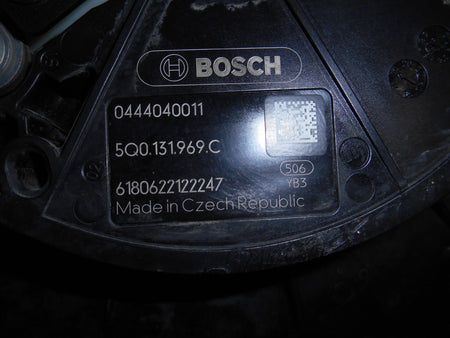 BOSCH
0444040011
5Q0.131.969.C
506
6180622122247
YB3
Made in Czech Republic